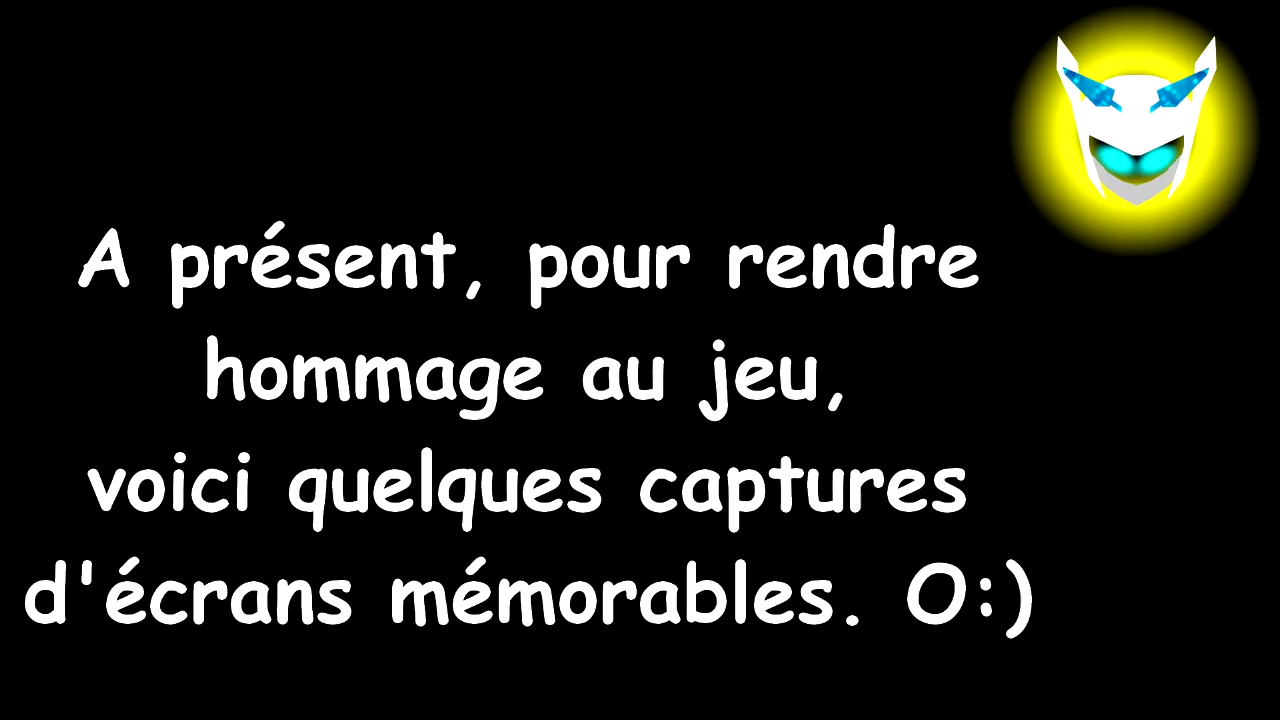 A présent, pour rendre
hommage au jeu,
voici quelques captures
d'écrans mémorables. O:)